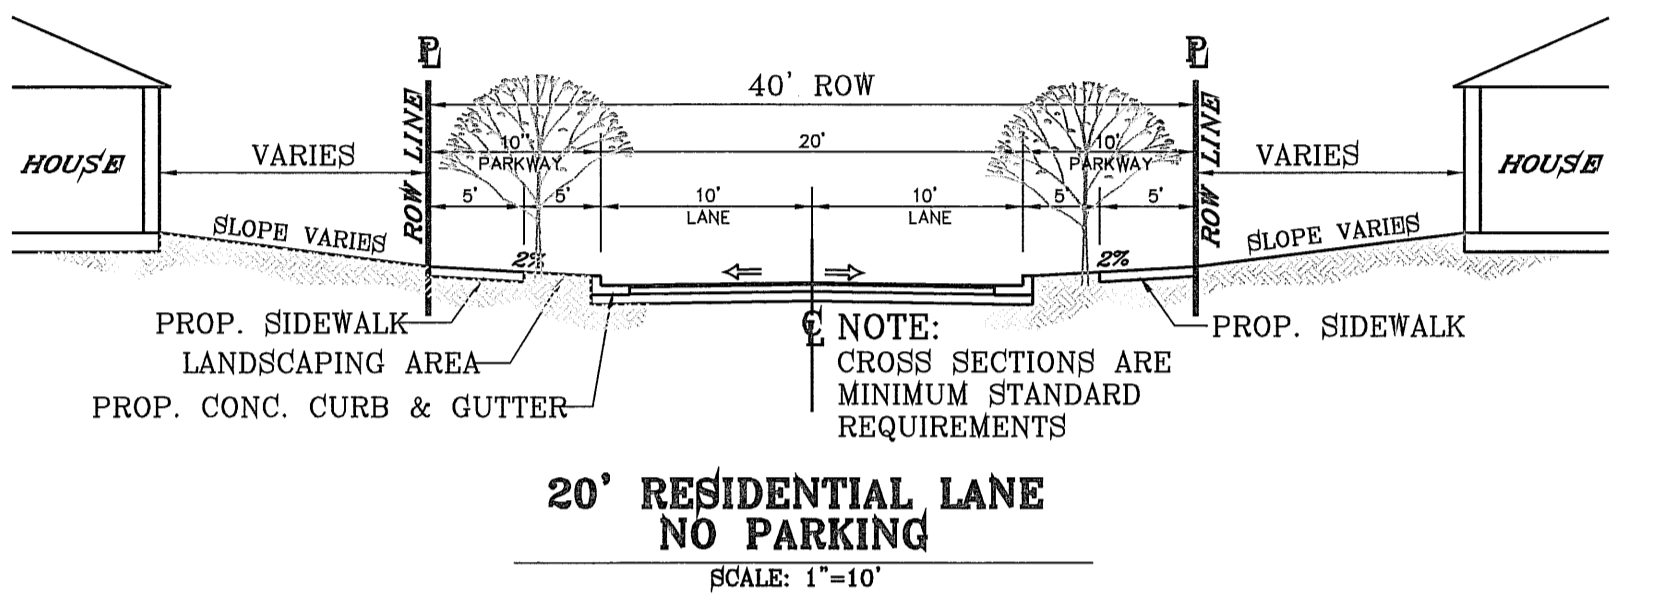 PL
PL
40' ROW
ROW LINE
ROW LINE
10"
PARKWAY
20'
10'
PARKWAY
HOUSE
VARIES
VARIES
HOUSE
5'
5'
10'
LANE
10'
LANE
5'
5'
SLOPE VARIES
SLOPE VARIES
2%
2%
PROP. SIDEWALK
LANDSCAPING AREA
PROP. CONC. CURB & GUTTER
CL
NOTE:
CROSS SECTIONS ARE
MINIMUM STANDARD
REQUIREMENTS
PROP. SIDEWALK
20' RESIDENTIAL LANE
NO PARKING
SCALE: 1"=10'